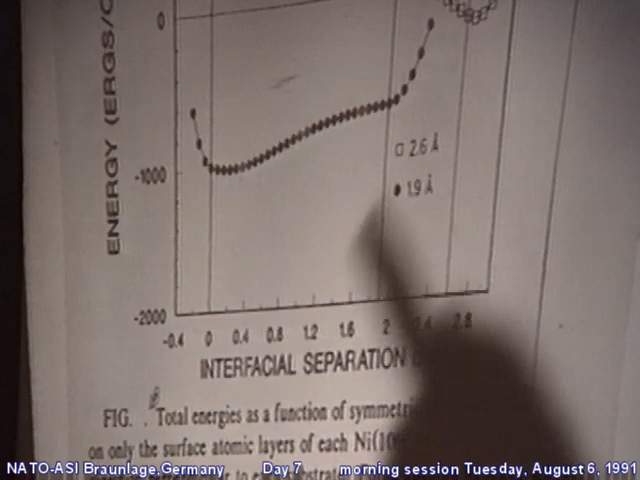 ENERGY (ERGS/C
0
-1000
-2000
□ 2.6 Å
● 1.9 Å
-0.4 0 0.4 0.8 1.2 1.6 2 2.4 2.8
INTERFACIAL SEPARATION
FIG. . Total energies as a function of symmetri
on only the surface atomic layers of each Ni(10
NATO-ASI Braunlage,Germany Day 7 morning session Tuesday, August 6, 1991